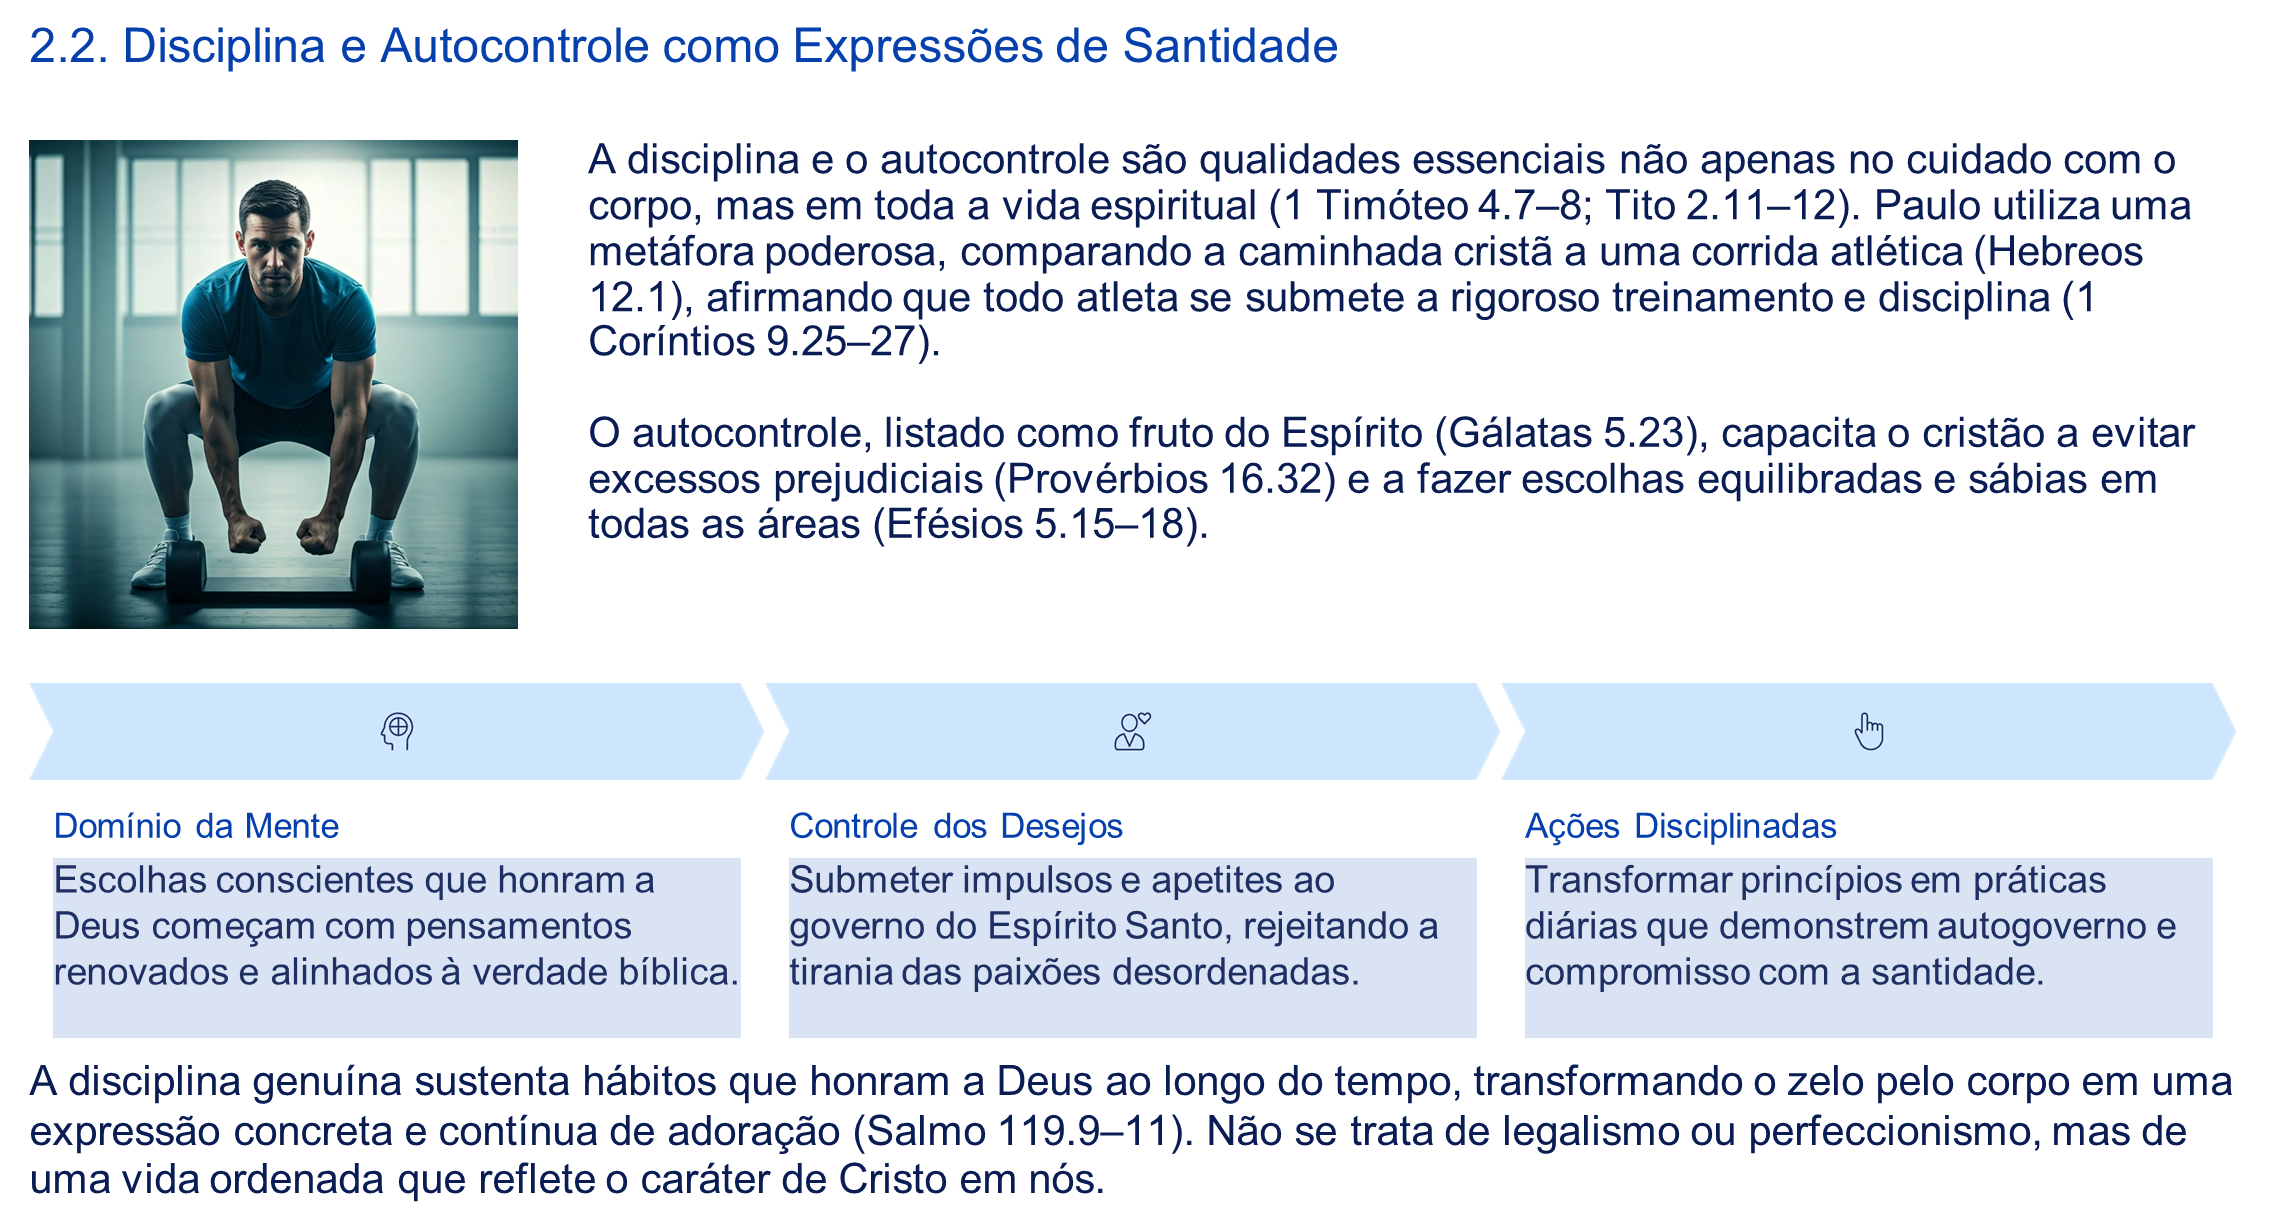 2.2. Disciplina e Autocontrole como Expressões de Santidade
A disciplina e o autocontrole são qualidades essenciais não apenas no cuidado com o
corpo, mas em toda a vida espiritual (1 Timóteo 4.7–8; Tito 2.11–12). Paulo utiliza uma
metáfora poderosa, comparando a caminhada cristã a uma corrida atlética (Hebreos
12.1), afirmando que todo atleta se submete a rigoroso treinamento e disciplina (1
Coríntios 9.25–27).
O autocontrole, listado como fruto do Espírito (Gálatas 5.23), capacita o cristão a evitar
excessos prejudiciais (Provérbios 16.32) e a fazer escolhas equilibradas e sábias em
todas as áreas (Efésios 5.15–18).
Domínio da Mente
Escolhas conscientes que honram a
Deus começam com pensamentos
renovados e alinhados à verdade bíblica.
Controle dos Desejos
Submeter impulsos e apetites ao
governo do Espírito Santo, rejeitando a
tirania das paixões desordenadas.
Ações Disciplinadas
Transformar princípios em práticas
diárias que demonstrem autogoverno e
compromisso com a santidade.
A disciplina genuína sustenta hábitos que honram a Deus ao longo do tempo, transformando o zelo pelo corpo em uma
expressão concreta e contínua de adoração (Salmo 119.9–11). Não se trata de legalismo ou perfeccionismo, mas de
uma vida ordenada que reflete o caráter de Cristo em nós.